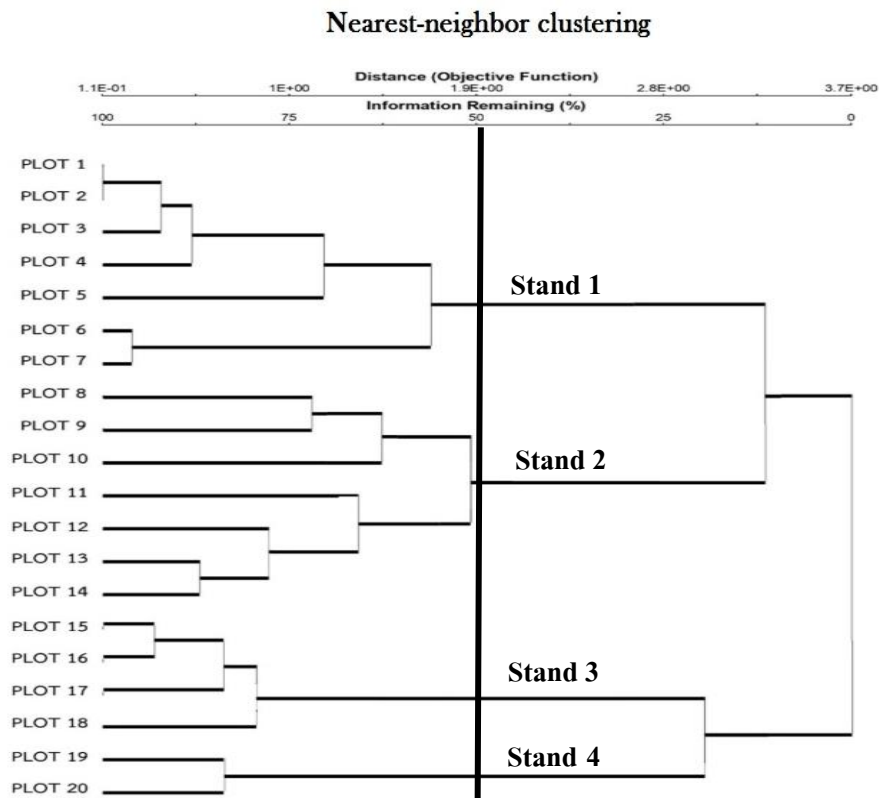 Nearest-neighbor clustering
Distance (Objective Function)
1.1E-01 1E+00 1.9E+00 2.8E+00 3.7E+00
Information Remaining (%)
100 75 50 25 0
PLOT 1
PLOT 2
PLOT 3
PLOT 4
PLOT 5
Stand 1
PLOT 6
PLOT 7
PLOT 8
PLOT 9
PLOT 10
Stand 2
PLOT 11
PLOT 12
PLOT 13
PLOT 14
PLOT 15
PLOT 16
Stand 3
PLOT 17
PLOT 18
PLOT 19
Stand 4
PLOT 20